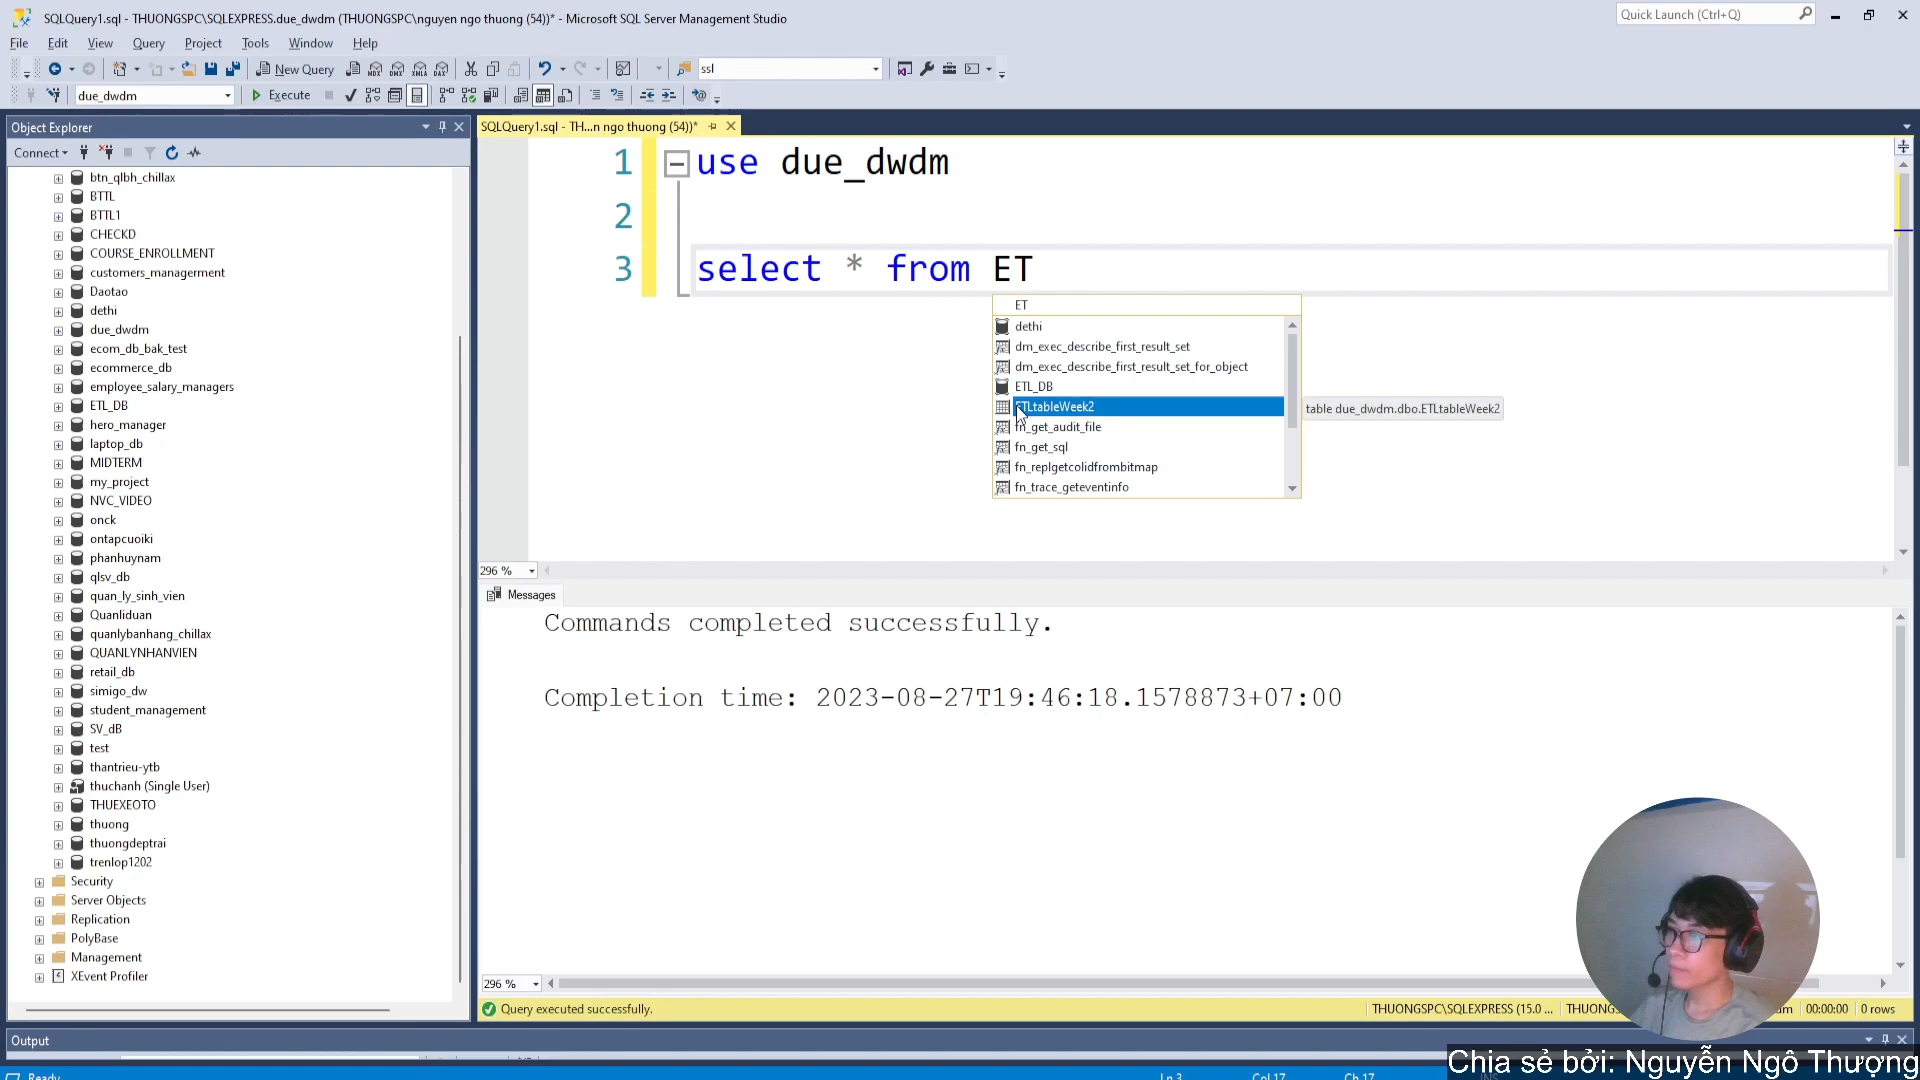 SQLQuery1.sql - THUONGSPC\SQLEXPRESS.due_dwdm (THUONGSPC\nguyen ngo thuong (54))* - Microsoft SQL Server Management Studio
Quick Launch (Ctrl+Q)
File Edit View Query Project Tools Window Help
New Query
ssl
due_dwdm
Execute
Object Explorer
Connect
btn_qlbh_chillax
BTTL
BTTL1
CHECKD
COURSE_ENROLLMENT
customers_managerment
Daotao
dethi
due_dwdm
ecom_db_bak_test
ecommerce_db
employee_salary_managers
ETL_DB
hero_manager
laptop_db
MIDTERM
my_project
NVC_VIDEO
onck
ontapcuoiki
phanhuynam
qlsv_db
quan_ly_sinh_vien
Quanliduan
quanlybanhang_chillax
QUANLYNHANVIEN
retail_db
simigo_dw
student_management
SV_dB
test
thantrieu-ytb
thuchanh (Single User)
THUEXEOTO
thuong
thuongdeptrai
trenlop1202
Security
Server Objects
Replication
PolyBase
Management
XEvent Profiler
SQLQuery1.sql - TH...n ngo thuong (54))*
1 use due_dwdm
2
3 select * from ET
ET
dethi
dm_exec_describe_first_result_set
dm_exec_describe_first_result_set_for_object
ETL_DB
ETLtableWeek2
table due_dwdm.dbo.ETLtableWeek2
fn_get_audit_file
fn_get_sql
fn_replgetcolidfrombitmap
fn_trace_geteventinfo
296 %
Messages
Commands completed successfully.
Completion time: 2023-08-27T19:46:18.1578873+07:00
296 %
Query executed successfully.
THUONGSPC\SQLEXPRESS (15.0 ...
00:00:00
0 rows
Output
Ready
Ln 3
Col 17
Ch 17
INS
Chia sẻ bởi: Nguyễn Ngô Thượng